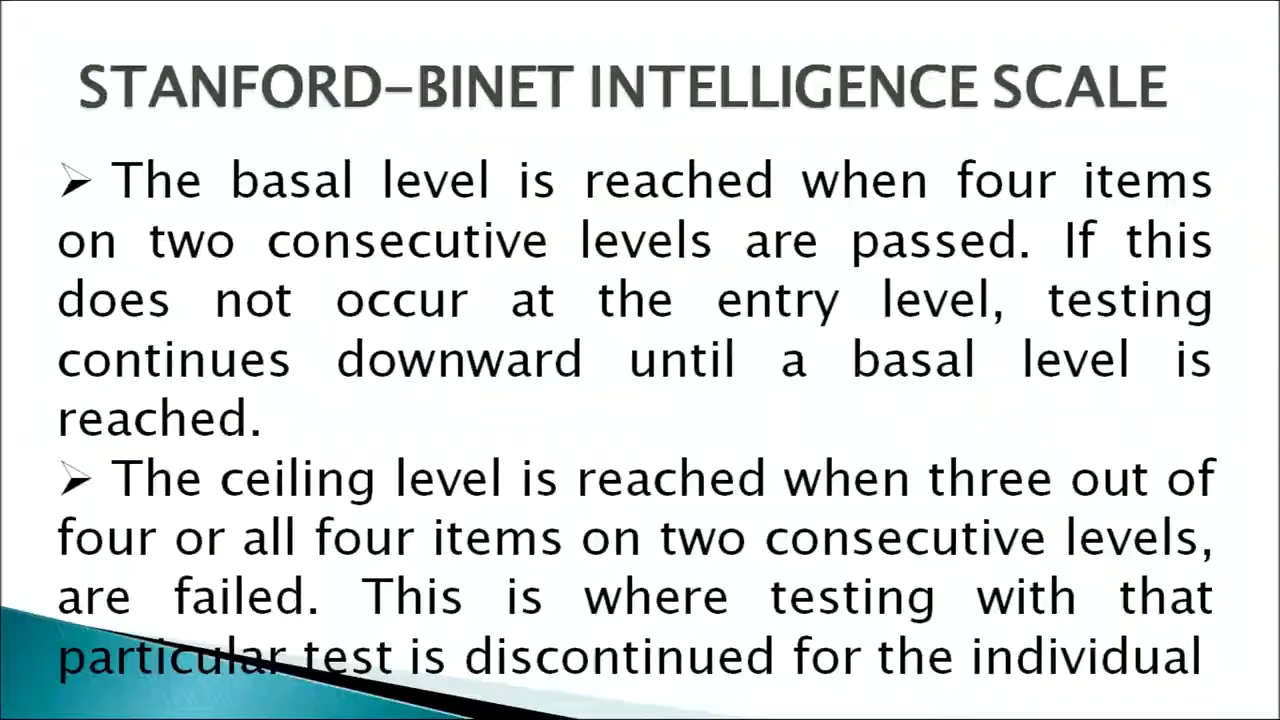 STANFORD-BINET INTELLIGENCE SCALE
➢ The basal level is reached when four items
on two consecutive levels are passed. If this
does not occur at the entry level, testing
continues downward until a basal level is
reached.
➢ The ceiling level is reached when three out of
four or all four items on two consecutive levels,
are failed. This is where testing with that
particular test is discontinued for the individual